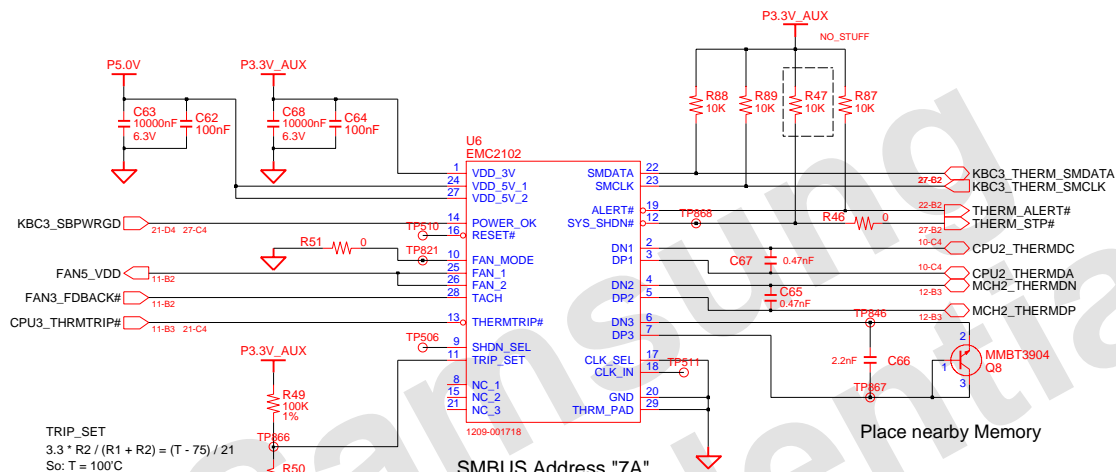 P3.3V_AUX
NO_STUFF
P5.0V
P3.3V_AUX
R88
10K
R89
10K
R47
10K
R87
10K
C63
10000nF
6.3V
C62
100nF
C68
10000nF
6.3V
C64
100nF
U6
EMC2102
1 VDD_3V
24 VDD_5V_1
27 VDD_5V_2
SMDATA 22
SMCLK 23
KBC3_THERM_SMDATA
27-B2
KBC3_THERM_SMCLK
27-B2
ALERT# 19
SYS_SHDN# 12
TP868
R46 0
22-B2
THERM_ALERT#
THERM_STP#
27-B2
KBC3_SBPWRGD
21-D4 27-C4
14 POWER_OK
TP510
16 RESET#
R51 0
TP821
10 FAN_MODE
FAN5_VDD
11-B2
25 FAN_1
26 FAN_2
FAN3_FDBACK#
11-B2
28 TACH
CPU3_THRMTRIP#
11-B3 21-C4
13 THERMTRIP#
TP506
9 SHDN_SEL
11 TRIP_SET
8 NC_1
15 NC_2
21 NC_3
DN1 2
DP1 3
C67 0.47nF
10-C4
CPU2_THERMDC
10-C4
CPU2_THERMDA
DN2 4
DP2 5
C65
0.47nF
MCH2_THERMDN
12-B3
MCH2_THERMDP
12-B3
DN3 6
DP3 7
TP846
2.2nF C66
TP867
2
1
3
MMBT3904
Q8
CLK_SEL 17
CLK_IN 18
TP511
GND 20
THRM_PAD 29
1209-001718
P3.3V_AUX
R49
100K
1%
TP866
R50
TRIP_SET
3.3 * R2 / (R1 + R2) = (T - 75) / 21
So: T = 100'C
SMBUS Address "7A"
Place nearby Memory
Samsung